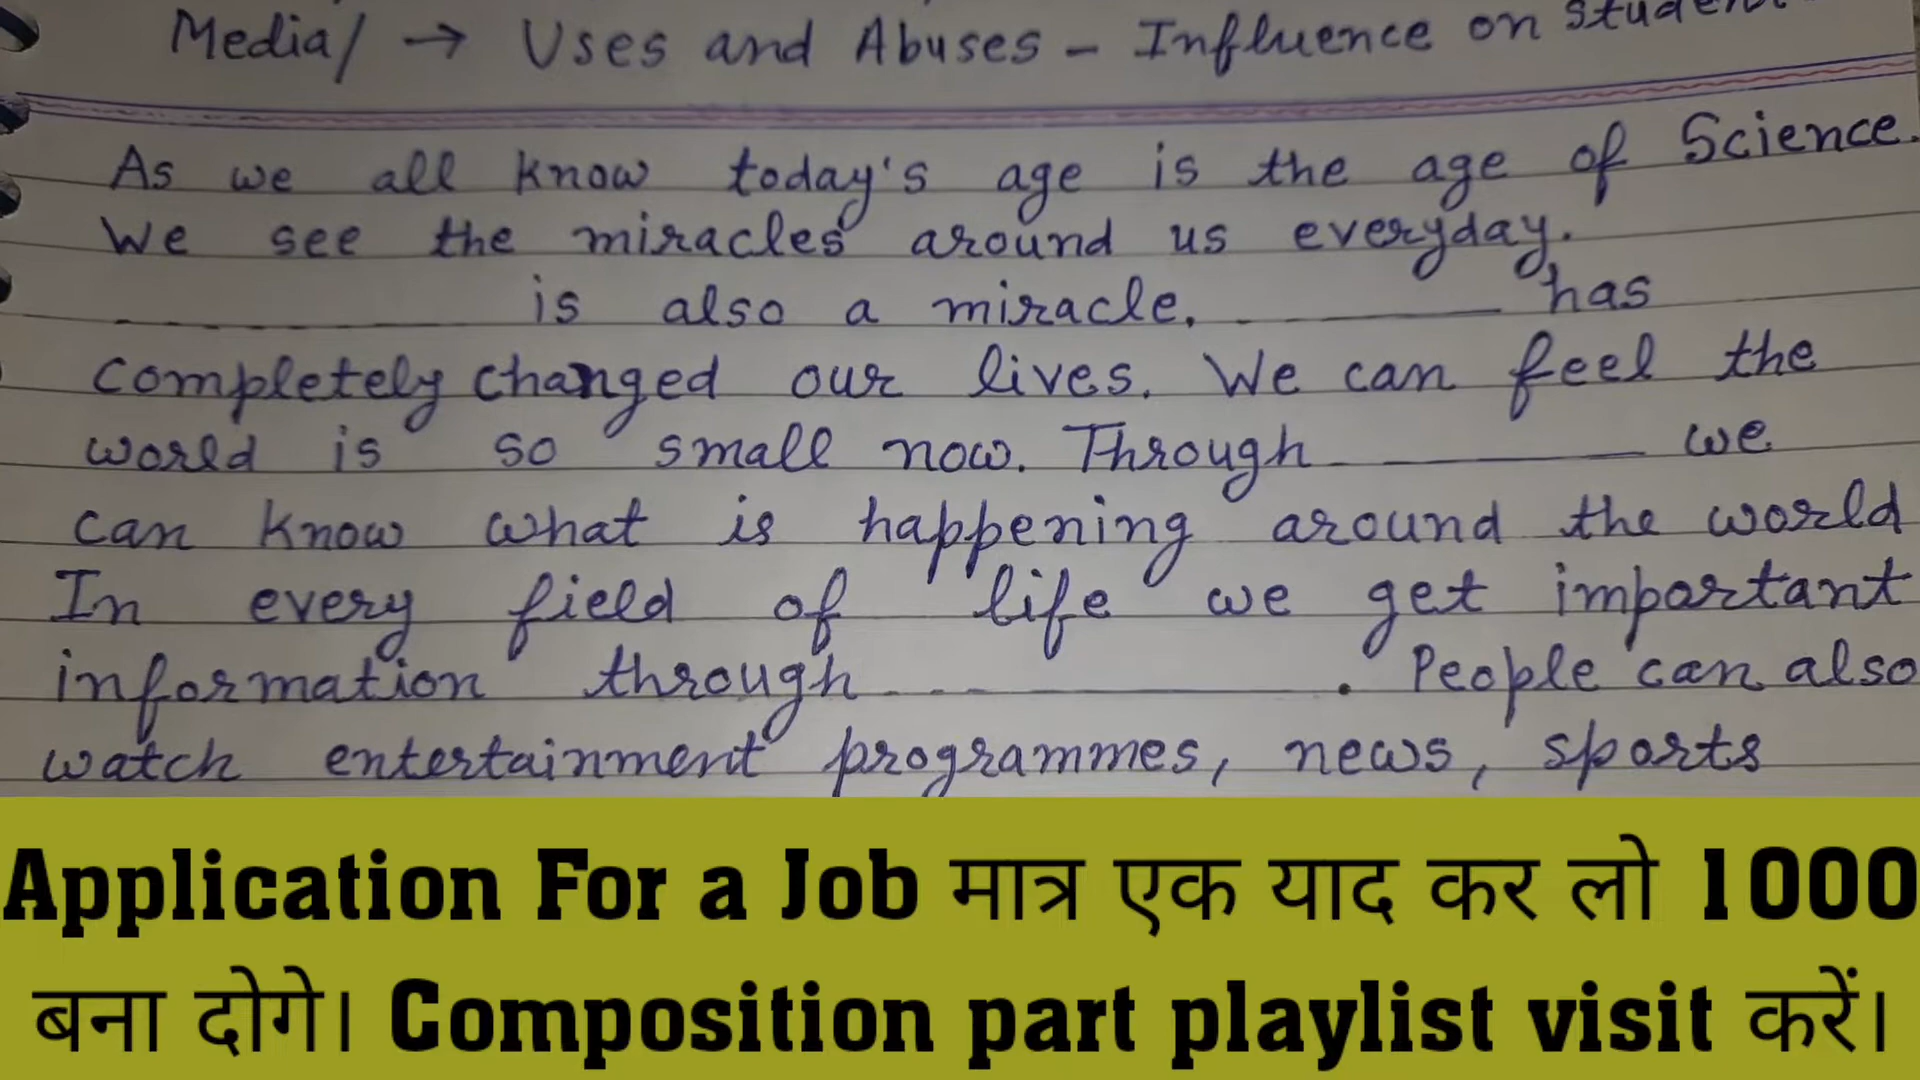 Media/ → Uses and Abuses - Influence on
As we all know today's age is the age of Science.
We see the miracles around us everyday.
__________ is also a miracle. __________ has
completely changed our lives. We can feel the
world is so small now. Through __________ we
can know what is happening around the world
In every field of life we get important
information through __________. People can also
watch entertainment programmes, news, sports
Application For a Job मात्र एक याद कर लो 1000
बना दोगे। Composition part playlist visit करें।